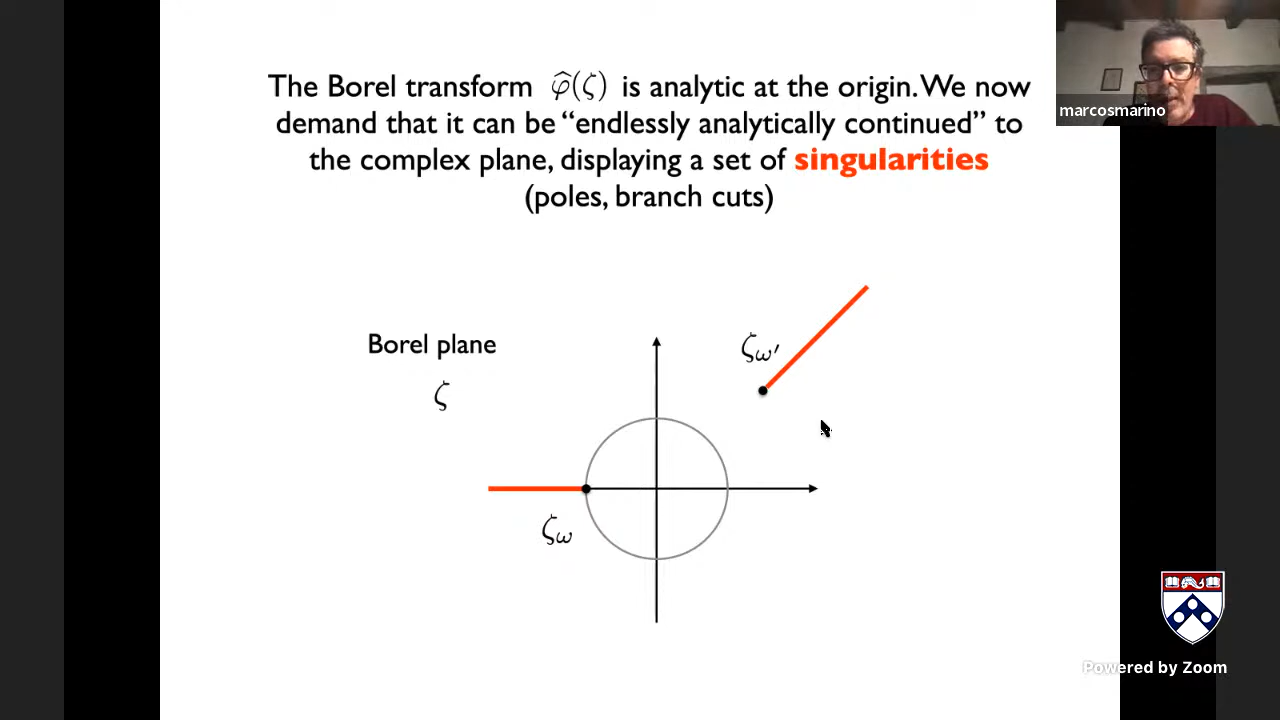 The Borel transform φ̂(ζ) is analytic at the origin. We now
demand that it can be “endlessly analytically continued” to
the complex plane, displaying a set of singularities
(poles, branch cuts)
marcosmarino
Borel plane
ζ
ζω′
ζω
Powered by Zoom